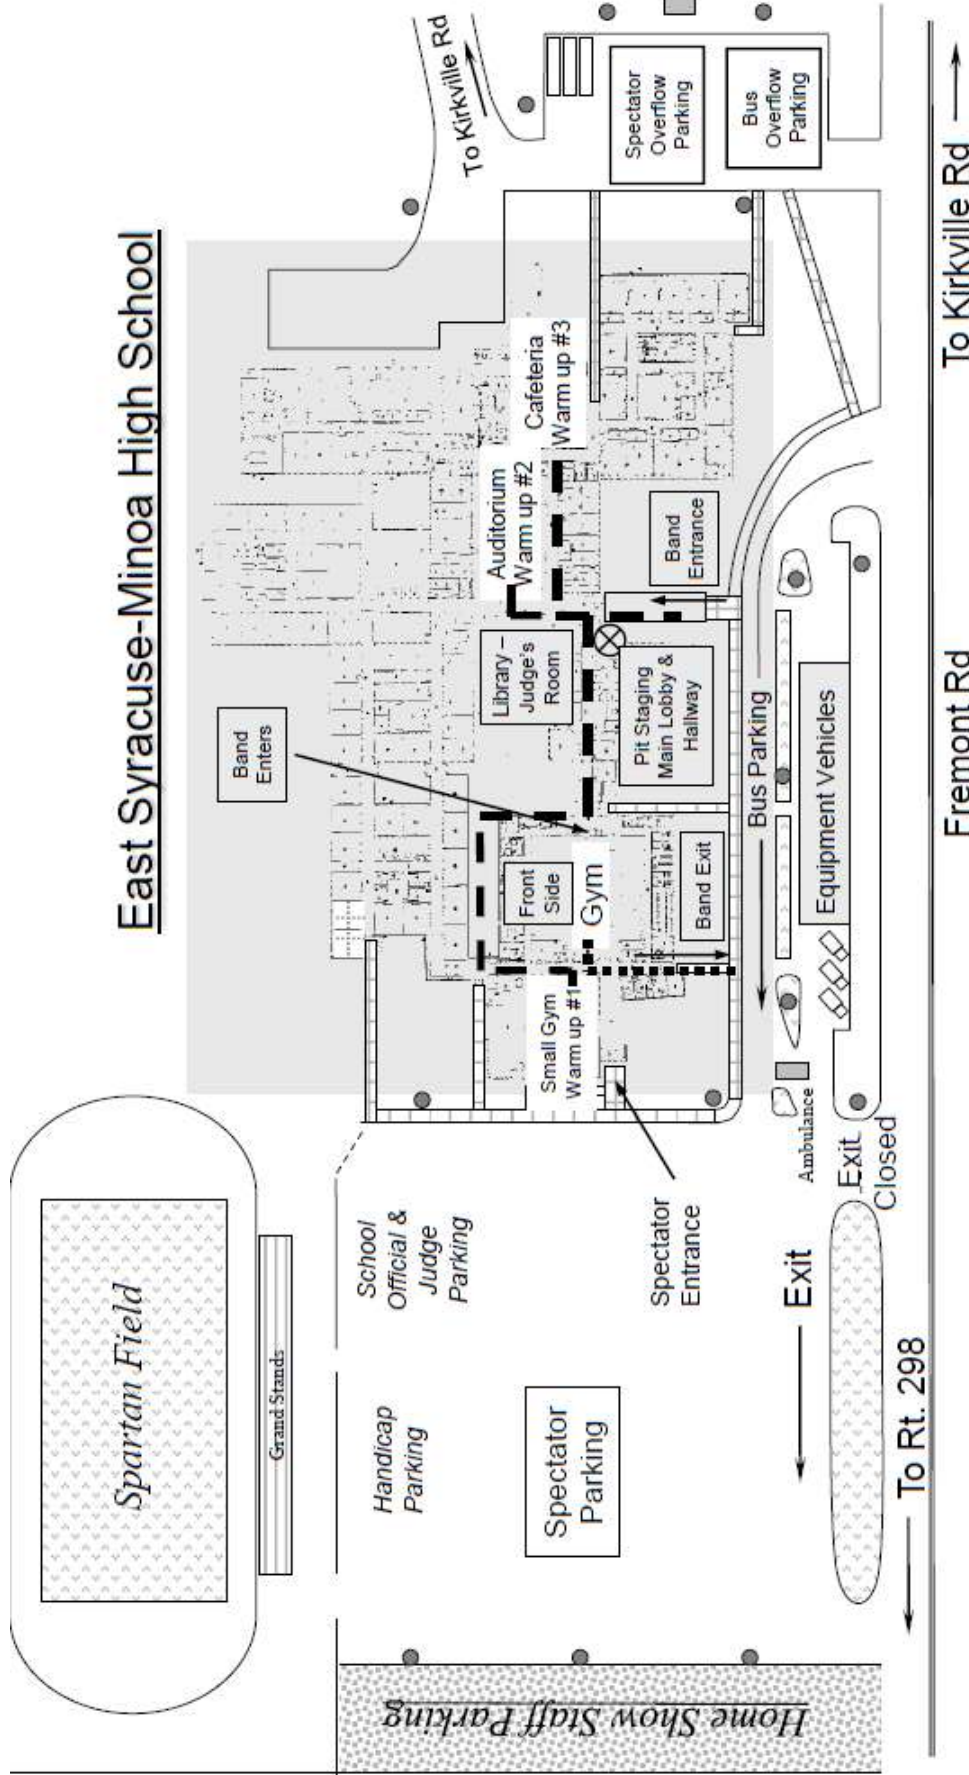 East Syracuse-Minoa High School
To Kirkville Rd
Spectator
Overflow
Parking
Bus
Overflow
Parking
Cafeteria
Warm up #3
Auditorium
Warm up #2
Band
Entrance
Library –
Judge's
Room
Pit Staging
Main Lobby &
Hallway
Band
Enters
Front
Side
Gym
Band Exit
Small Gym
Warm up #1
Bus Parking
Equipment Vehicles
Ambulance
Exit
Closed
Spectator
Entrance
School
Official &
Judge
Parking
Handicap
Parking
Spectator
Parking
Exit
Spartan Field
Grand Stands
Home Show Staff Parking
To Rt. 298
Fremont Rd
To Kirkville Rd